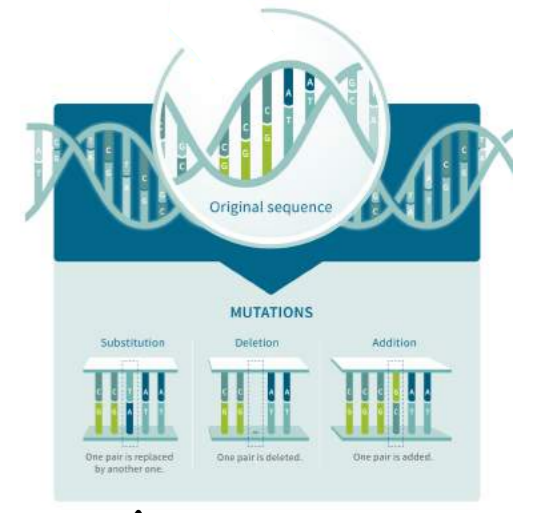 C C C A A
G G G T T
Original sequence
MUTATIONS
Substitution Deletion Addition
C C T A A C C A A C C C G A A
G G A T T G G T T G G G C T T
One pair is replaced
by another one.
One pair is deleted.
One pair is added.